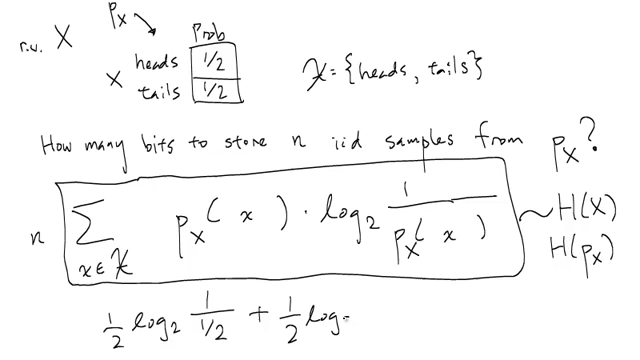 r.v. X p_X Prob
heads 1/2
X
tails 1/2
𝒳 = {heads, tails}
How many bits to store n iid samples from p_X?
n ∑_{x∈𝒳} p_X(x) · log₂ 1/p_X(x) ~ H(X)
H(p_X)
1/2 log₂ 1/(1/2) + 1/2 log